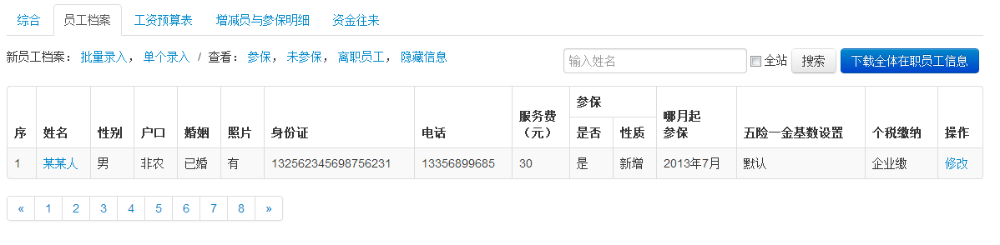 综合 员工档案 工资预算表 增减员与参保明细 资金往来
新员工档案： 批量录入， 单个录入 / 查看： 参保， 未参保， 离职员工， 隐藏信息 输入姓名 全站 搜索 下载全体在职员工信息
序 姓名 性别 户口 婚姻 照片 身份证 电话 服务费（元） 参保 是否 性质 哪月起参保 五险一金基数设置 个税缴纳 操作
1 某某人 男 非农 已婚 有 132562345698756231 13356899685 30 是 新增 2013年7月 默认 企业缴 修改
« 1 2 3 4 5 6 7 8 »